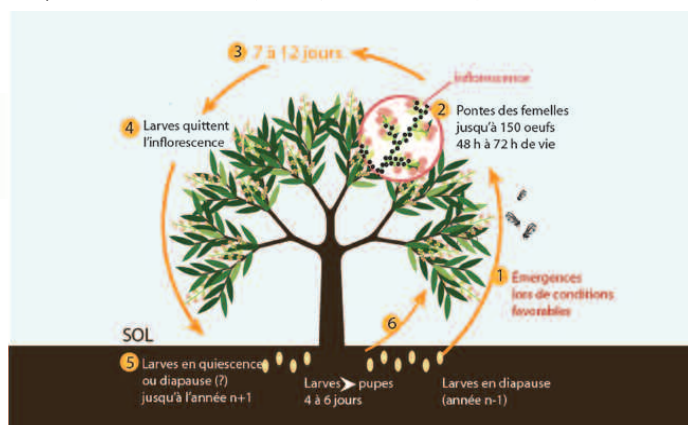 3 7 à 12 jours
inflorescence
2 Pontes des femelles
jusqu'à 150 oeufs
48 h à 72 h de vie
4 Larves quittent
l'inflorescence
1 Émergences
lors de conditions
favorables
6
SOL
5 Larves en quiescence
ou diapause (?)
jusqu'à l'année n+1
Larves ➤ pupes
4 à 6 jours
Larves en diapause
(année n-1)